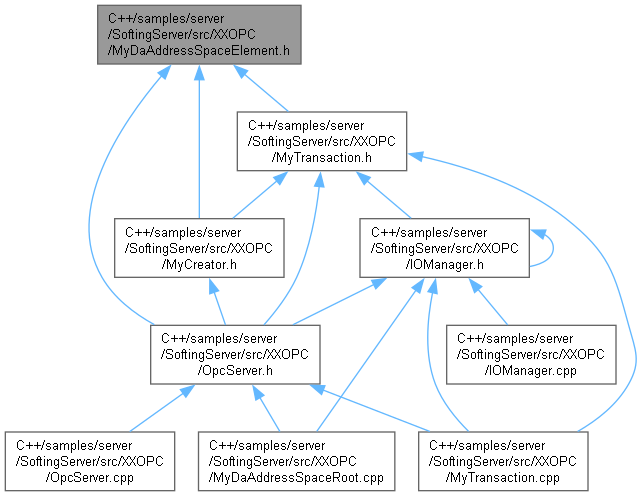 C++/samples/server
/SoftingServer/src/XXOPC
/MyDaAddressSpaceElement.h
C++/samples/server
/SoftingServer/src/XXOPC
/MyTransaction.h
C++/samples/server
/SoftingServer/src/XXOPC
/MyCreator.h
C++/samples/server
/SoftingServer/src/XXOPC
/IOManager.h
C++/samples/server
/SoftingServer/src/XXOPC
/OpcServer.h
C++/samples/server
/SoftingServer/src/XXOPC
/IOManager.cpp
C++/samples/server
/SoftingServer/src/XXOPC
/OpcServer.cpp
C++/samples/server
/SoftingServer/src/XXOPC
/MyDaAddressSpaceRoot.cpp
C++/samples/server
/SoftingServer/src/XXOPC
/MyTransaction.cpp